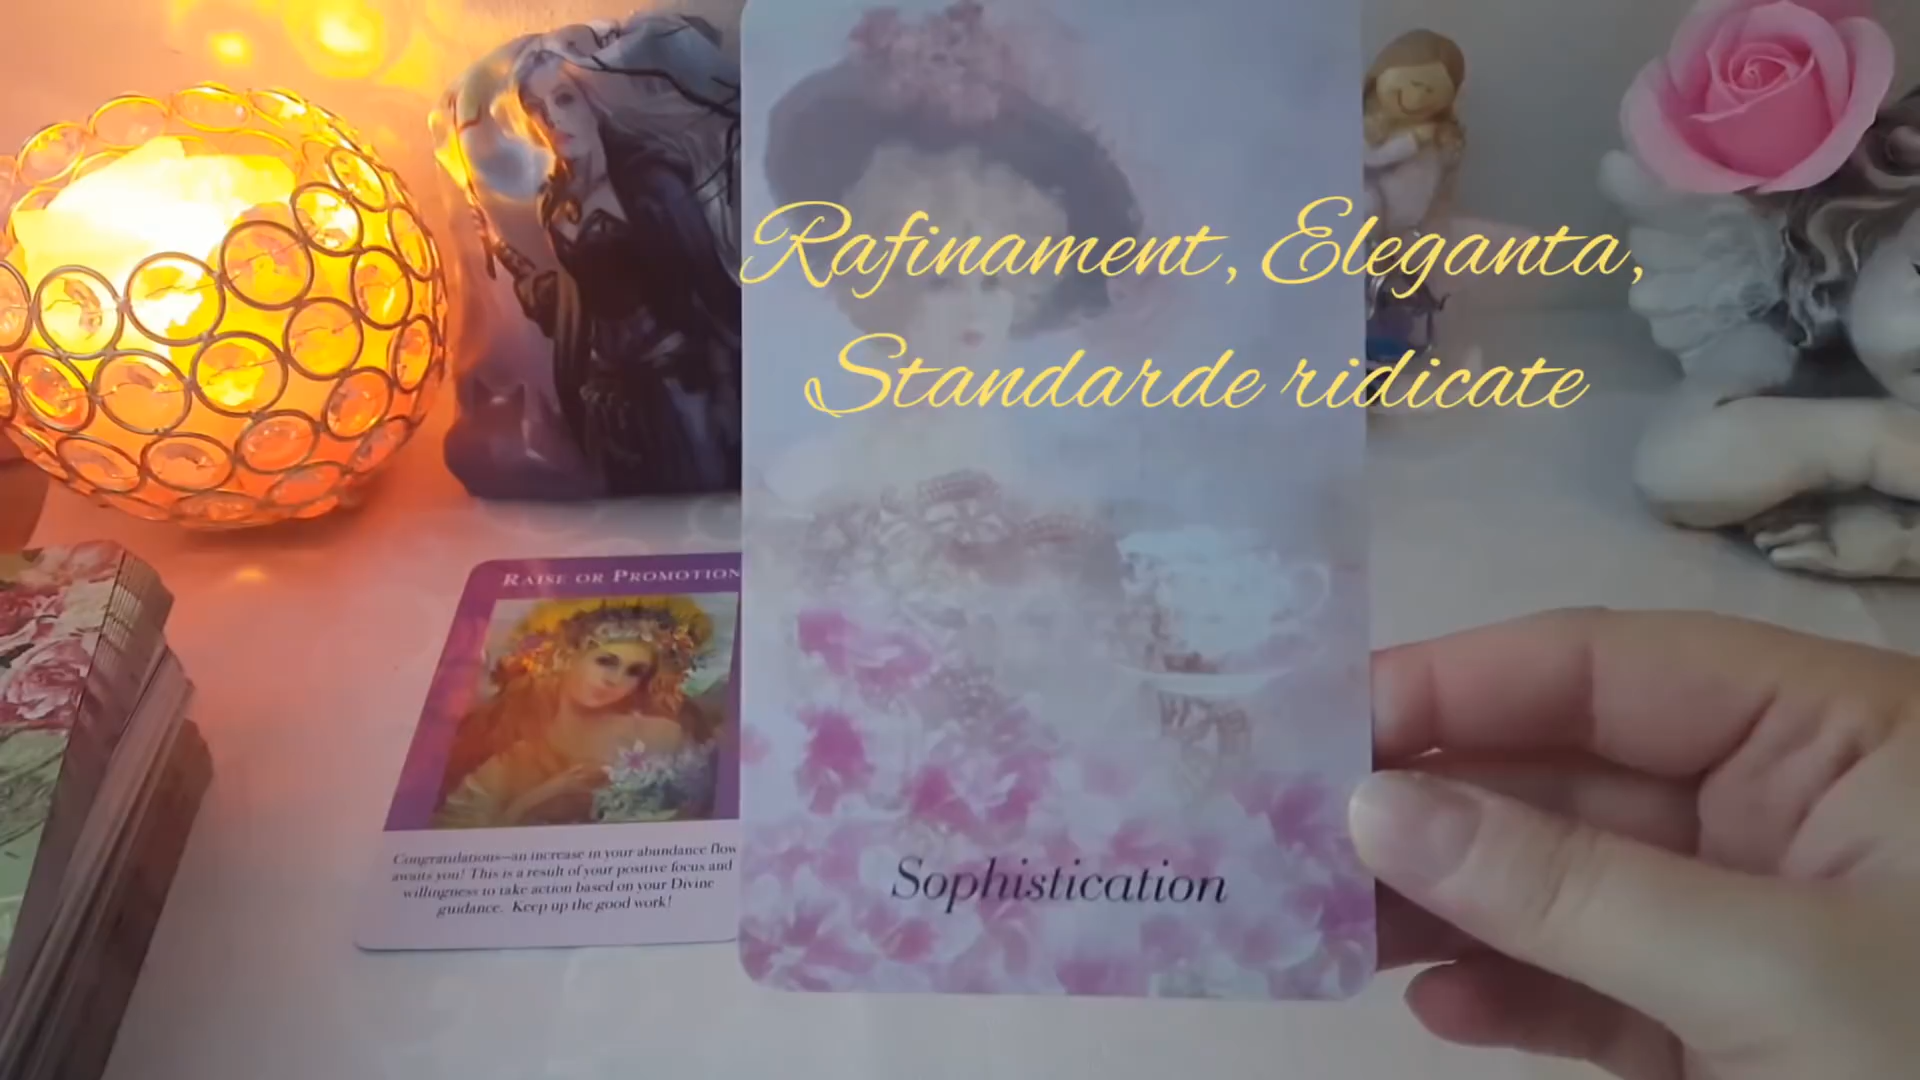 Rafinament, Eleganta,
Standarde ridicate
RAISE OR PROMOTION
Congratulations—an increase in your abundance flow
awaits you! This is a result of your positive focus and
willingness to take action based on your Divine
guidance. Keep up the good work!
Sophistication